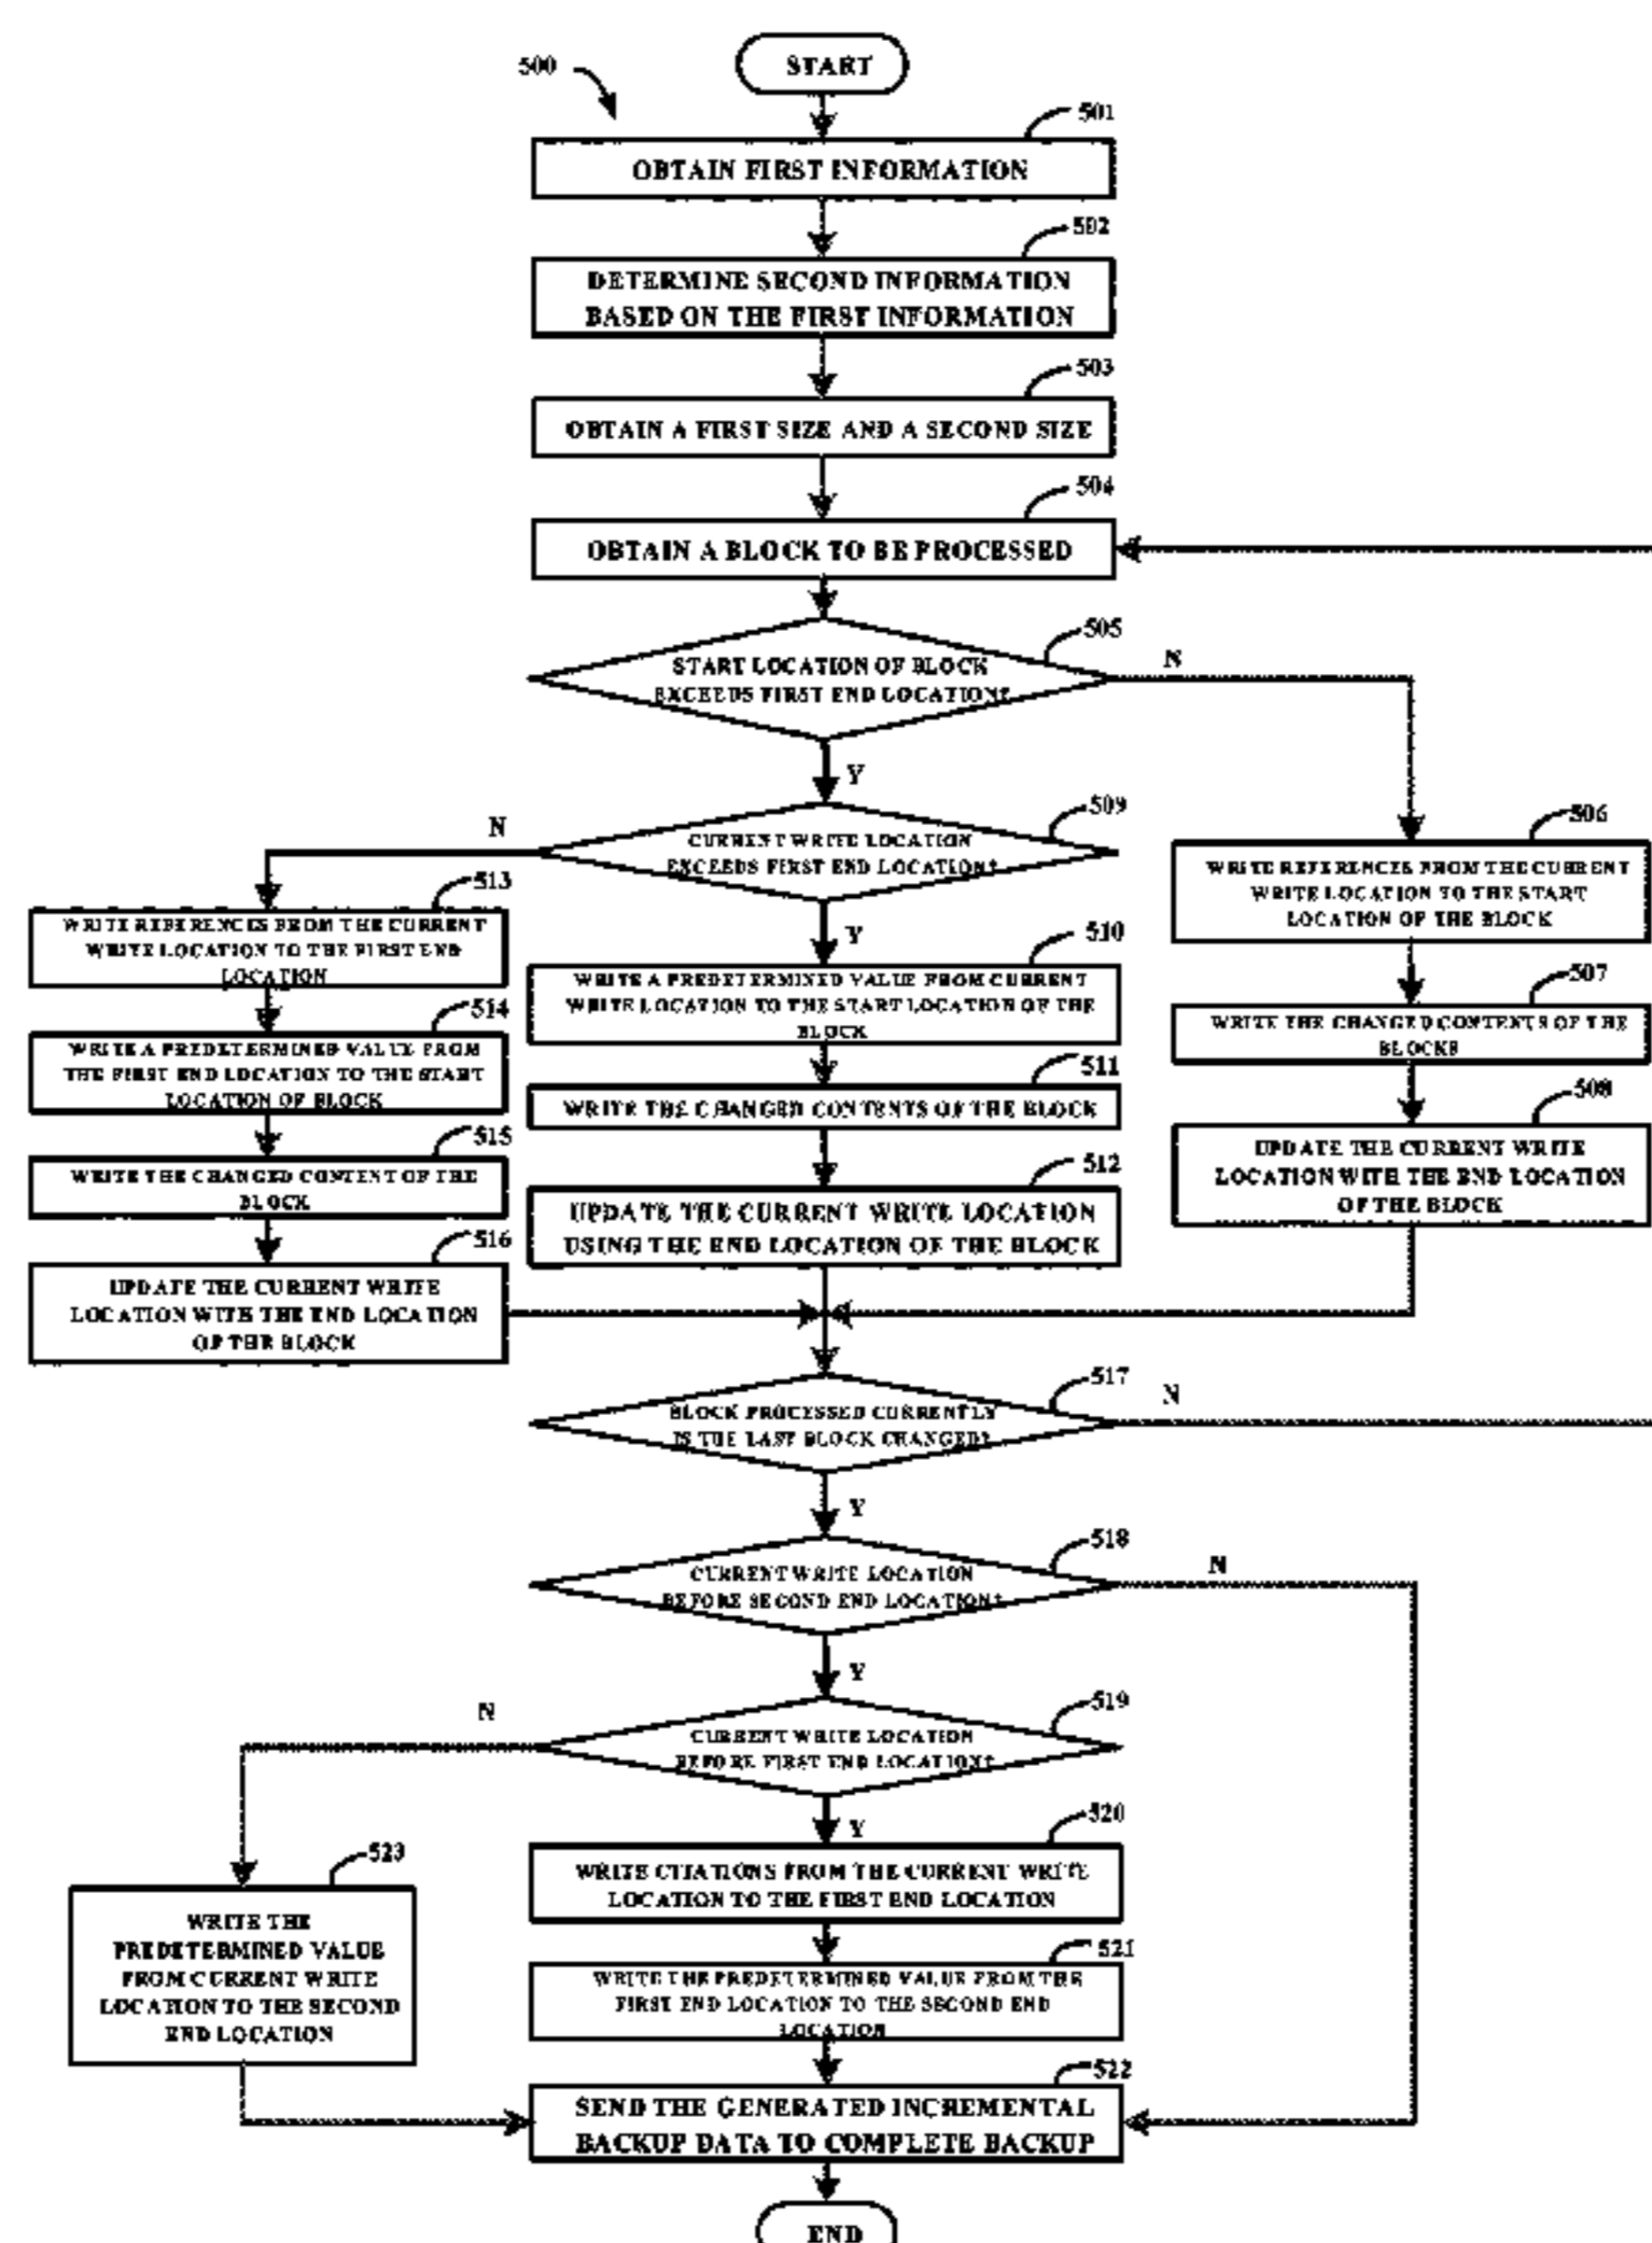 500
START
501
OBTAIN FIRST INFORMATION
502
DETERMINE SECOND INFORMATION
BASED ON THE FIRST INFORMATION
503
OBTAIN A FIRST SIZE AND A SECOND SIZE
504
OBTAIN A BLOCK TO BE PROCESSED
505
START LOCATION OF BLOCK
EXCEEDS FIRST END LOCATION?
N
Y
509
CURRENT WRITE LOCATION
EXCEEDS FIRST END LOCATION?
N
Y
506
WRITE REFERENCES FROM THE CURRENT
WRITE LOCATION TO THE START
LOCATION OF THE BLOCK
507
WRITE THE CHANGED CONTENTS OF THE
BLOCKS
508
UPDATE THE CURRENT WRITE
LOCATION WITH THE END LOCATION
OF THE BLOCK
513
WRITE REFERENCES FROM THE CURRENT
WRITE LOCATION TO THE FIRST END
LOCATION
514
WRITE A PREDETERMINED VALUE FROM
THE FIRST END LOCATION TO THE START
LOCATION OF BLOCK
515
WRITE THE CHANGED CONTENT OF THE
BLOCK
516
UPDATE THE CURRENT WRITE
LOCATION WITH THE END LOCATION
OF THE BLOCK
510
WRITE A PREDETERMINED VALUE FROM CURRENT
WRITE LOCATION TO THE START LOCATION OF THE
BLOCK
511
WRITE THE CHANGED CONTENTS OF THE BLOCK
512
UPDATE THE CURRENT WRITE LOCATION
USING THE END LOCATION OF THE BLOCK
517
BLOCK PROCESSED CURRENTLY
IS THE LAST BLOCK CHANGED?
N
Y
518
CURRENT WRITE LOCATION
BEFORE SECOND END LOCATION?
N
Y
519
CURRENT WRITE LOCATION
BEFORE FIRST END LOCATION?
N
Y
520
WRITE CITATIONS FROM THE CURRENT WRITE
LOCATION TO THE FIRST END LOCATION
523
WRITE THE
PREDETERMINED VALUE
FROM CURRENT WRITE
LOCATION TO THE SECOND
END LOCATION
521
WRITE THE PREDETERMINED VALUE FROM THE
FIRST END LOCATION TO THE SECOND END
LOCATION
522
SEND THE GENERATED INCREMENTAL
BACKUP DATA TO COMPLETE BACKUP
END